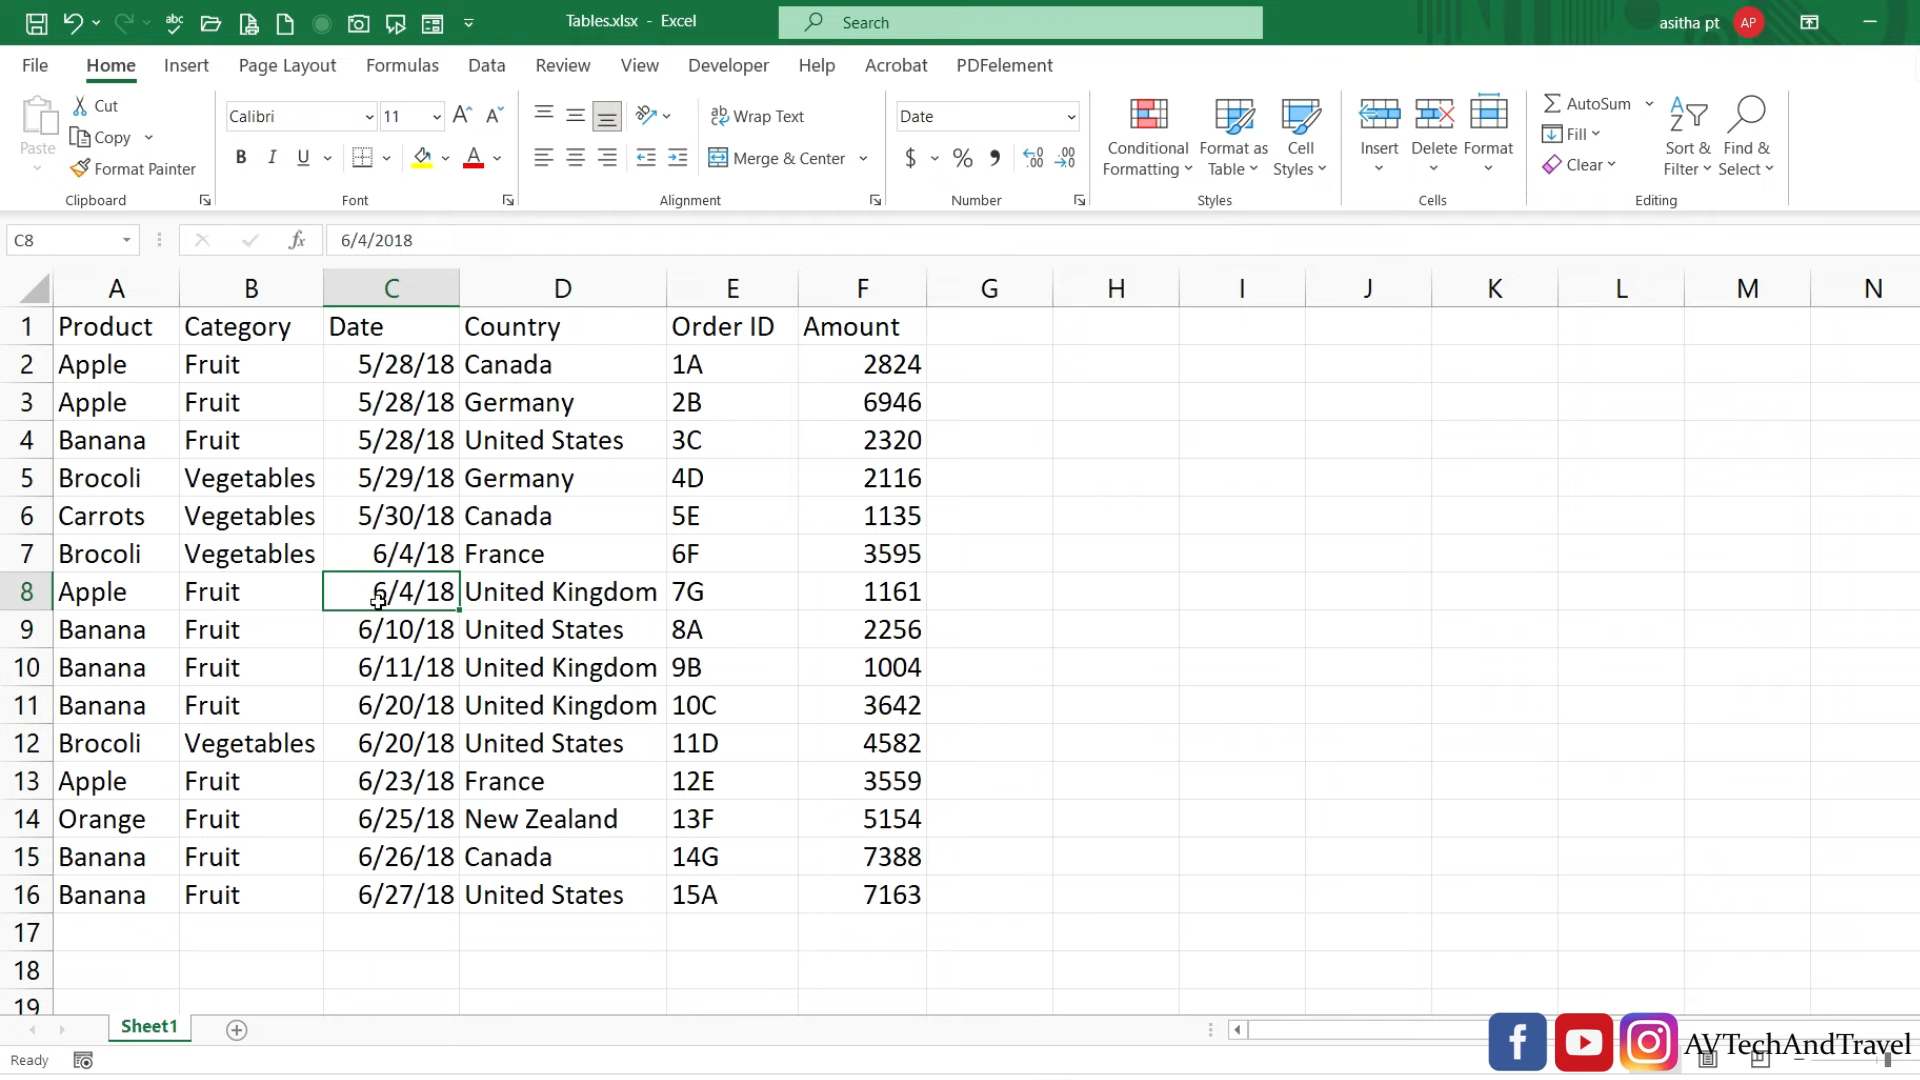 Tables.xlsx - Excel
Search
asitha pt AP
File Home Insert Page Layout Formulas Data Review View Developer Help Acrobat PDFelement
Paste
Cut
Copy
Format Painter
Clipboard
Calibri 11
B I U A
Font
ab Wrap Text
Merge & Center
Alignment
Date
$ % 9
Number
Conditional Formatting
Format as Table
Cell Styles
Styles
Insert Delete Format
Cells
AutoSum
Fill
Clear
Sort & Filter
Find & Select
Editing
C8 fx 6/4/2018
A B C D E F G H I J K L M N
1 Product Category Date Country Order ID Amount
2 Apple Fruit 5/28/18 Canada 1A 2824
3 Apple Fruit 5/28/18 Germany 2B 6946
4 Banana Fruit 5/28/18 United States 3C 2320
5 Brocoli Vegetables 5/29/18 Germany 4D 2116
6 Carrots Vegetables 5/30/18 Canada 5E 1135
7 Brocoli Vegetables 6/4/18 France 6F 3595
8 Apple Fruit 6/4/18 United Kingdom 7G 1161
9 Banana Fruit 6/10/18 United States 8A 2256
10 Banana Fruit 6/11/18 United Kingdom 9B 1004
11 Banana Fruit 6/20/18 United Kingdom 10C 3642
12 Brocoli Vegetables 6/20/18 United States 11D 4582
13 Apple Fruit 6/23/18 France 12E 3559
14 Orange Fruit 6/25/18 New Zealand 13F 5154
15 Banana Fruit 6/26/18 Canada 14G 7388
16 Banana Fruit 6/27/18 United States 15A 7163
17
18
19
Sheet1
Ready
AVTechAndTravel